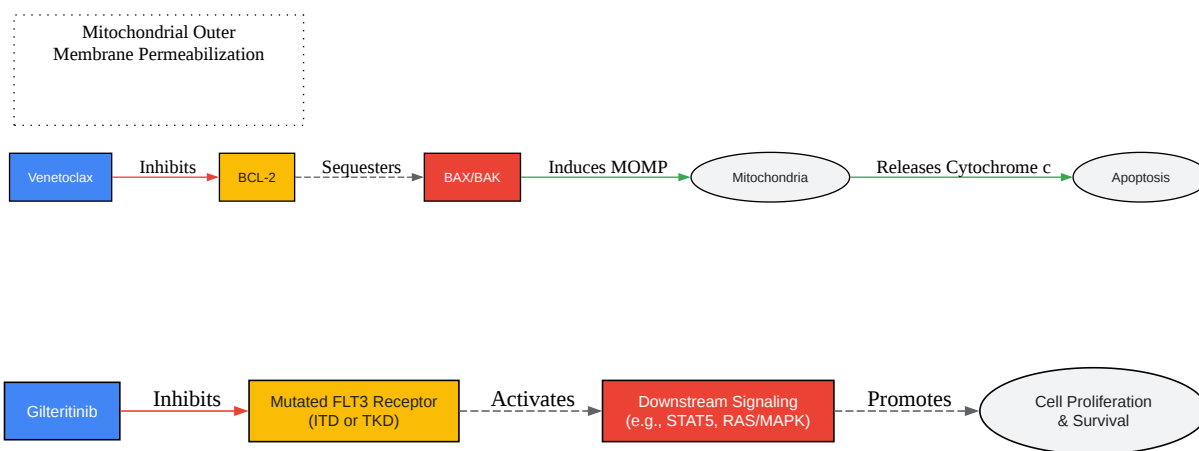 Mitochondrial Outer
Membrane Permeabilization
Venetoclax
Inhibits
BCL-2
Sequesters
BAX/BAK
Induces MOMP
Mitochondria
Releases Cytochrome c
Apoptosis
Gilteritinib
Inhibits
Mutated FLT3 Receptor
(ITD or TKD)
Activates
Downstream Signaling
(e.g., STAT5, RAS/MAPK)
Promotes
Cell Proliferation
& Survival